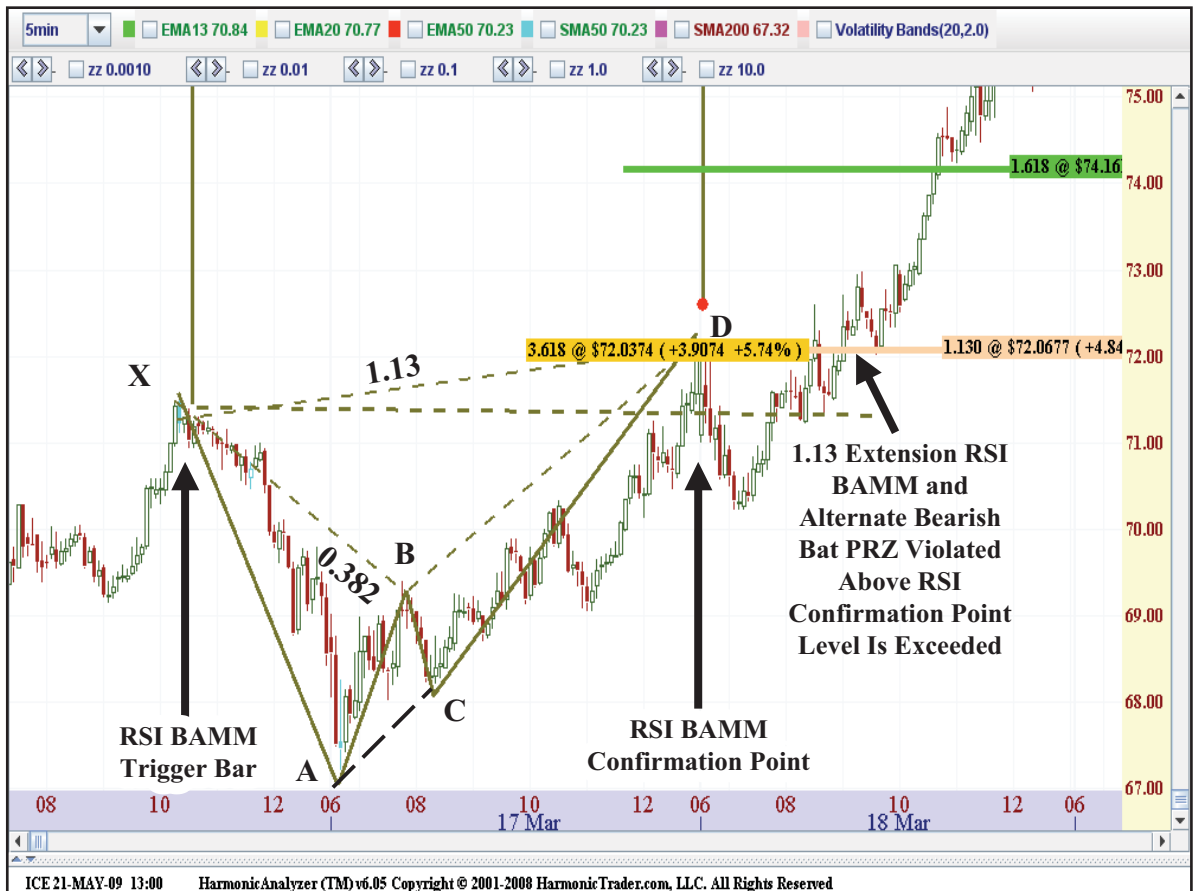 5min EMA13 70.84 EMA20 70.77 EMA50 70.23 SMA50 70.23 SMA200 67.32 Volatility Bands(20,2.0)
zz 0.0010 zz 0.01 zz 0.1 zz 1.0 zz 10.0
75.00
1.618 @ $74.16
74.00
73.00
D
3.618 @ $72.0374 ( +3.9074 +5.74% )
1.130 @ $72.0677 ( +4.84
72.00
X
1.13
71.00
1.13 Extension RSI
BAMM and
Alternate Bearish
Bat PRZ Violated
Above RSI
Confirmation Point
Level Is Exceeded
70.00
B
0.382
69.00
C
68.00
RSI BAMM
Trigger Bar
A
RSI BAMM
Confirmation Point
67.00
08 10 12 06 08 10 12 06 08 10 12 06
17 Mar 18 Mar
ICE 21-MAY-09 13:00 HarmonicAnalyzer (TM) v6.05 Copyright © 2001-2008 HarmonicTrader.com, LLC. All Rights Reserved